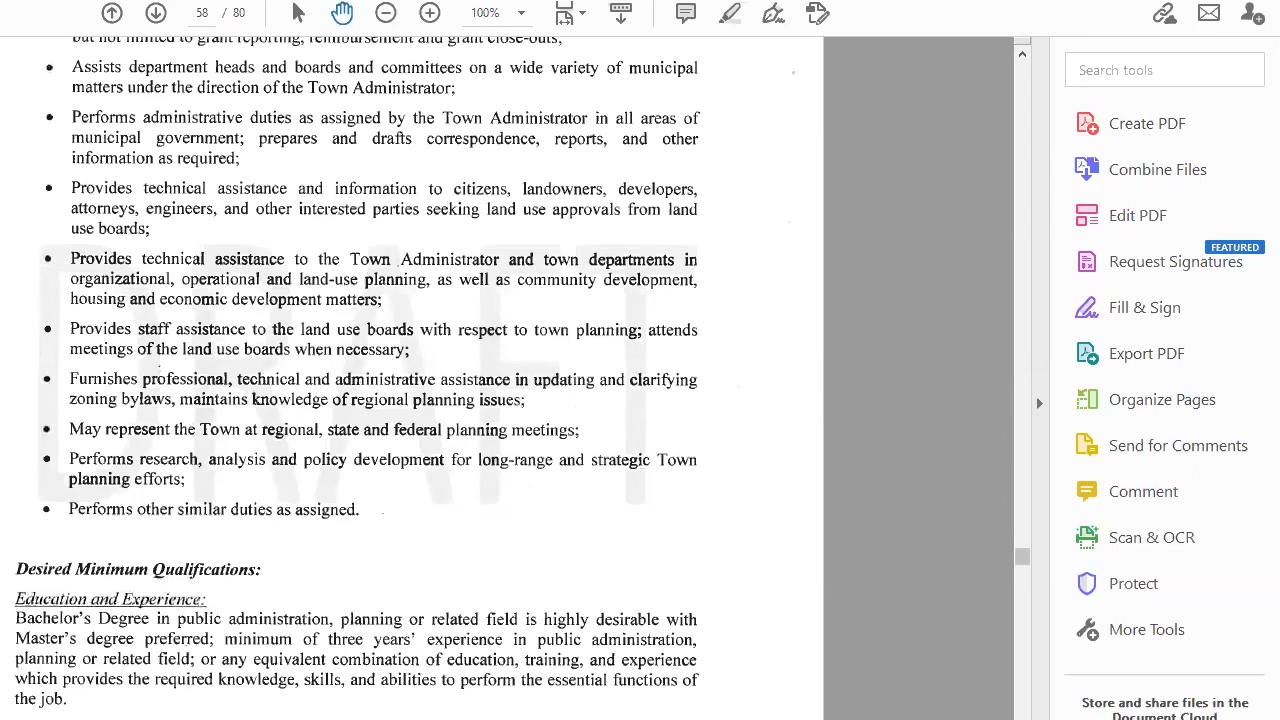 58 / 80
100%
but not limited to grant reporting, reimbursement and grant close-outs;
• Assists department heads and boards and committees on a wide variety of municipal
matters under the direction of the Town Administrator;
• Performs administrative duties as assigned by the Town Administrator in all areas of
municipal government; prepares and drafts correspondence, reports, and other
information as required;
• Provides technical assistance and information to citizens, landowners, developers,
attorneys, engineers, and other interested parties seeking land use approvals from land
use boards;
• Provides technical assistance to the Town Administrator and town departments in
organizational, operational and land-use planning, as well as community development,
housing and economic development matters;
• Provides staff assistance to the land use boards with respect to town planning; attends
meetings of the land use boards when necessary;
• Furnishes professional, technical and administrative assistance in updating and clarifying
zoning bylaws, maintains knowledge of regional planning issues;
• May represent the Town at regional, state and federal planning meetings;
• Performs research, analysis and policy development for long-range and strategic Town
planning efforts;
• Performs other similar duties as assigned.
DRAFT
Desired Minimum Qualifications:
Education and Experience:
Bachelor's Degree in public administration, planning or related field is highly desirable with
Master's degree preferred; minimum of three years' experience in public administration,
planning or related field; or any equivalent combination of education, training, and experience
which provides the required knowledge, skills, and abilities to perform the essential functions of
the job.
Search tools
Create PDF
Combine Files
Edit PDF
FEATURED
Request Signatures
Fill & Sign
Export PDF
Organize Pages
Send for Comments
Comment
Scan & OCR
Protect
More Tools
Store and share files in the
Document Cloud